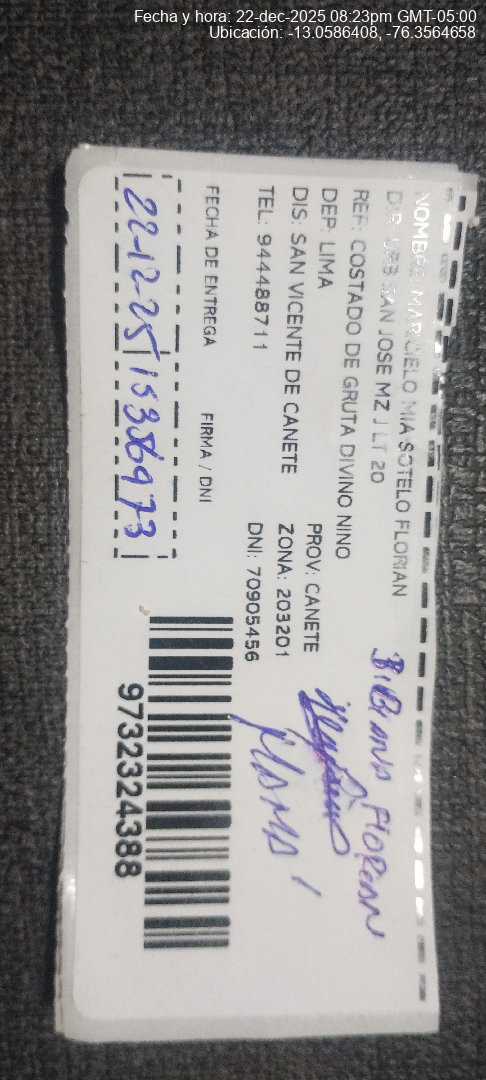 Fecha y hora: 22-dec-2025 08:23pm GMT-05:00
Ubicación: -13.0586408, -76.3564658
NOMBRE: MARICIELO MIA SOTELO FLORIAN
DIR: URB SAN JOSE MZ J LT 20
REF: COSTADO DE GRUTA DIVINO NINO
DEP: LIMA PROV: CANETE
DIS: SAN VICENTE DE CANETE ZONA: 203201
TEL: 944488711 DNI: 70905456
BiBiana FloRian
MAMA
FECHA DE ENTREGA FIRMA / DNI
22-12-25 15356973
9732324388